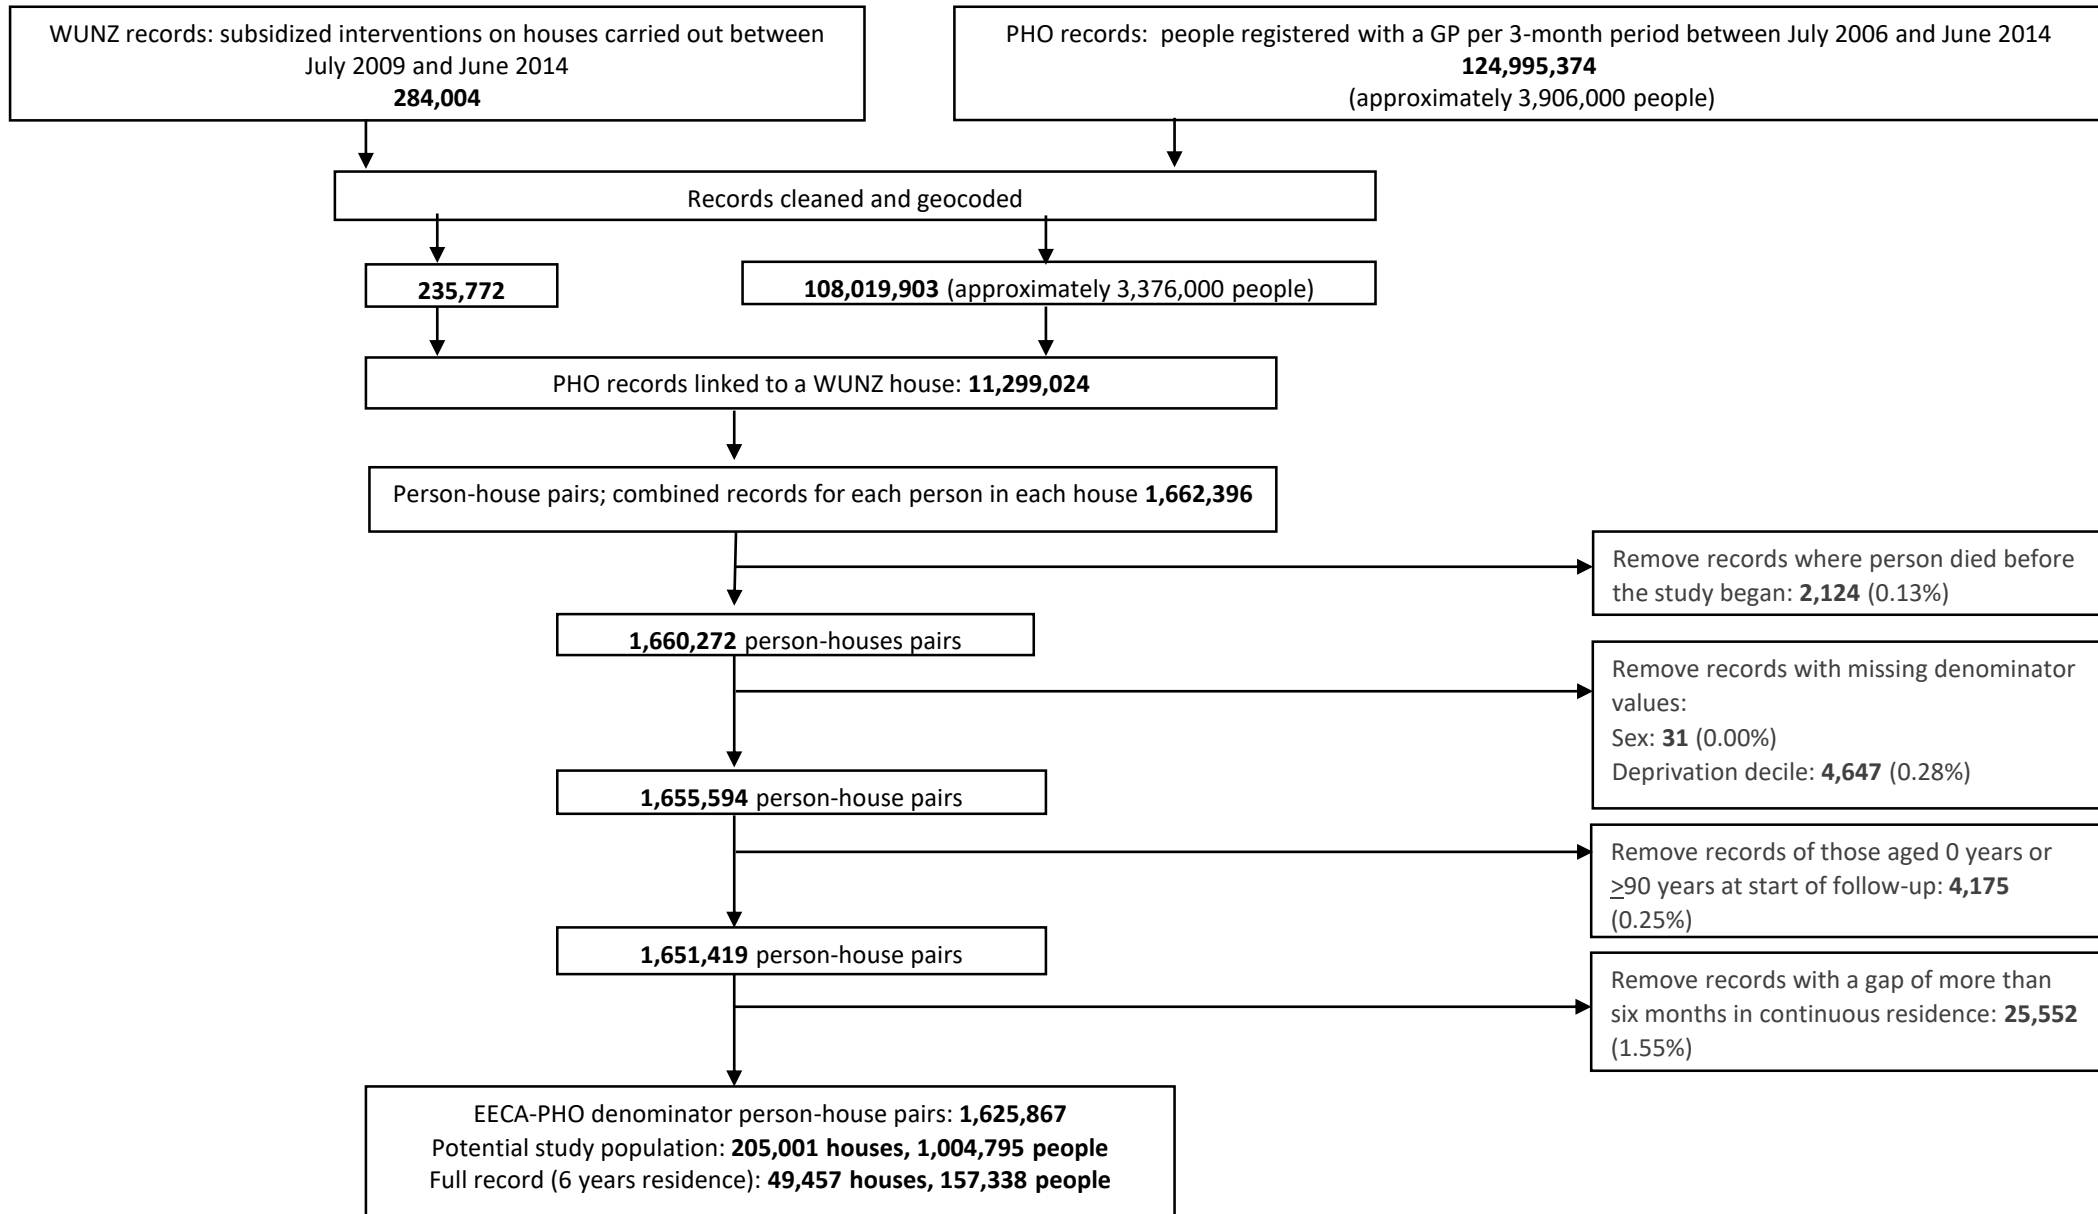 WUNZ records: subsidized interventions on houses carried out between
July 2009 and June 2014
284,004
PHO records:  people registered with a GP per 3-month period between July 2006 and June 2014
124,995,374
(approximately 3,906,000 people)
Records cleaned and geocoded
235,772
108,019,903 (approximately 3,376,000 people)
PHO records linked to a WUNZ house: 11,299,024
Person-house pairs; combined records for each person in each house 1,662,396
Remove records where person died before
the study began: 2,124 (0.13%)
1,660,272 person-houses pairs
Remove records with missing denominator
values:
Sex: 31 (0.00%)
Deprivation decile: 4,647 (0.28%)
1,655,594 person-house pairs
Remove records of those aged 0 years or
≥90 years at start of follow-up: 4,175
(0.25%)
1,651,419 person-house pairs
Remove records with a gap of more than
six months in continuous residence: 25,552
(1.55%)
EECA-PHO denominator person-house pairs: 1,625,867
Potential study population: 205,001 houses, 1,004,795 people
Full record (6 years residence): 49,457 houses, 157,338 people